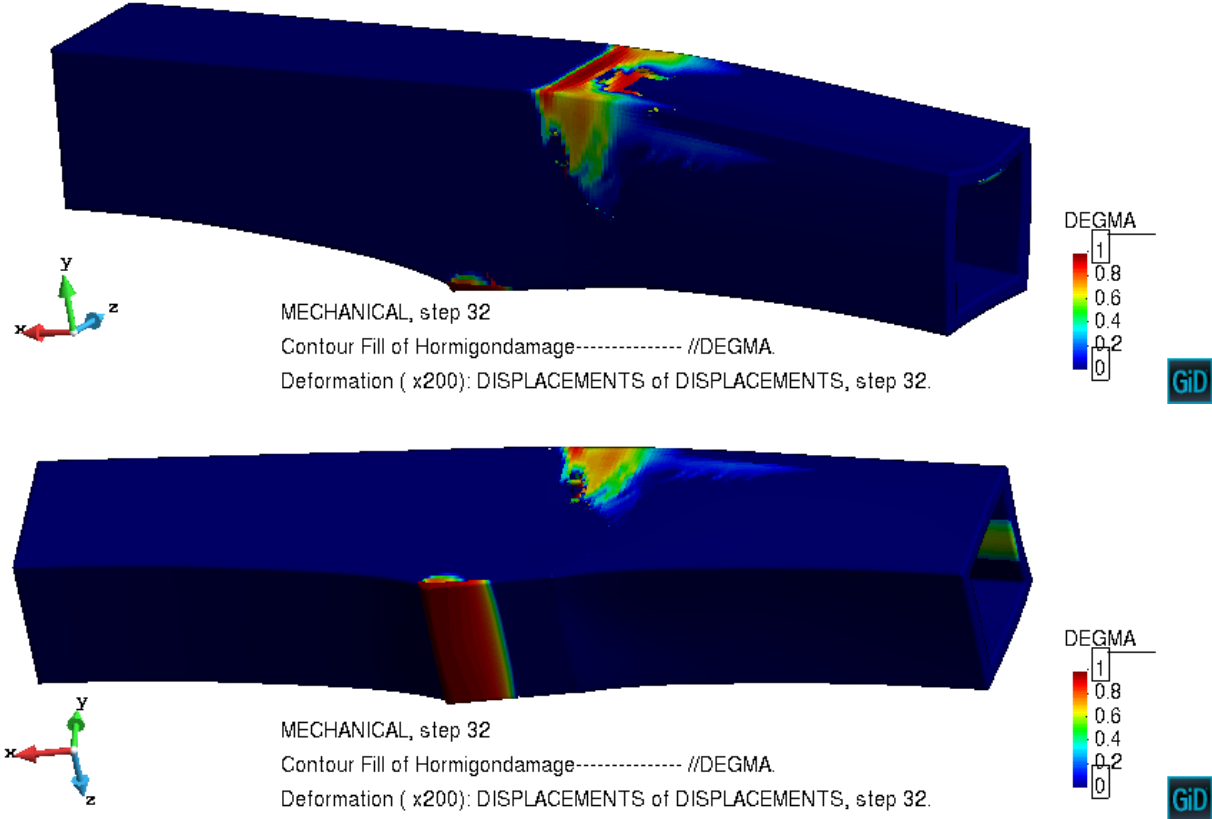 DEGMA
1
0.8
0.6
0.4
0.2
0
y
z
x
MECHANICAL, step 32
Contour Fill of Hormigondamage-------------- //DEGMA.
Deformation ( x200): DISPLACEMENTS of DISPLACEMENTS, step 32.
GiD
DEGMA
1
0.8
0.6
0.4
0.2
0
y
x
z
MECHANICAL, step 32
Contour Fill of Hormigondamage-------------- //DEGMA.
Deformation ( x200): DISPLACEMENTS of DISPLACEMENTS, step 32.
GiD